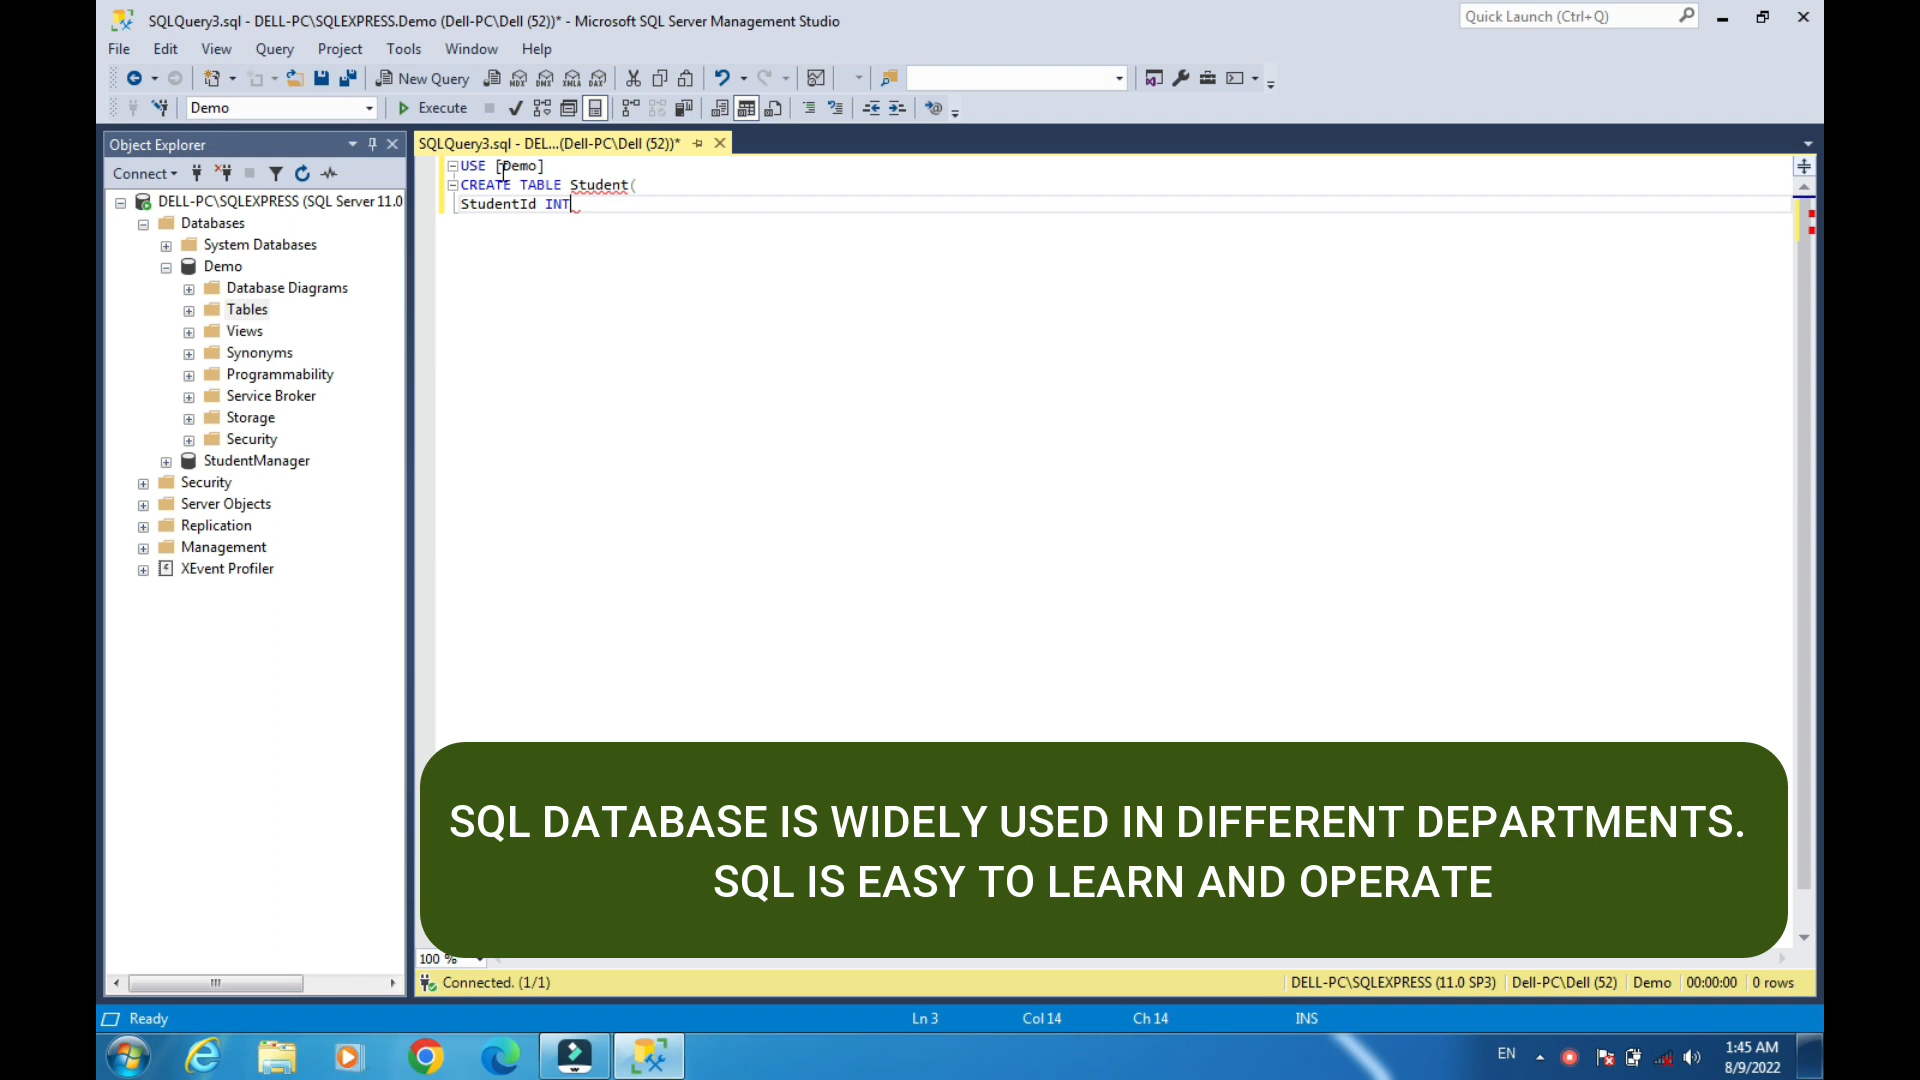 SQLQuery3.sql - DELL-PC\SQLEXPRESS.Demo (Dell-PC\Dell (52))* - Microsoft SQL Server Management Studio
Quick Launch (Ctrl+Q)
File Edit View Query Project Tools Window Help
New Query
Demo
Execute
Object Explorer
SQLQuery3.sql - DEL...(Dell-PC\Dell (52))*
Connect
DELL-PC\SQLEXPRESS (SQL Server 11.0
Databases
System Databases
Demo
Database Diagrams
Tables
Views
Synonyms
Programmability
Service Broker
Storage
Security
StudentManager
Security
Server Objects
Replication
Management
XEvent Profiler
USE [Demo]
CREATE TABLE Student(
StudentId INT
SQL DATABASE IS WIDELY USED IN DIFFERENT DEPARTMENTS.
SQL IS EASY TO LEARN AND OPERATE
100 %
Connected. (1/1)
DELL-PC\SQLEXPRESS (11.0 SP3) Dell-PC\Dell (52) Demo 00:00:00 0 rows
Ready
Ln 3 Col 14 Ch 14 INS
EN
1:45 AM
8/9/2022